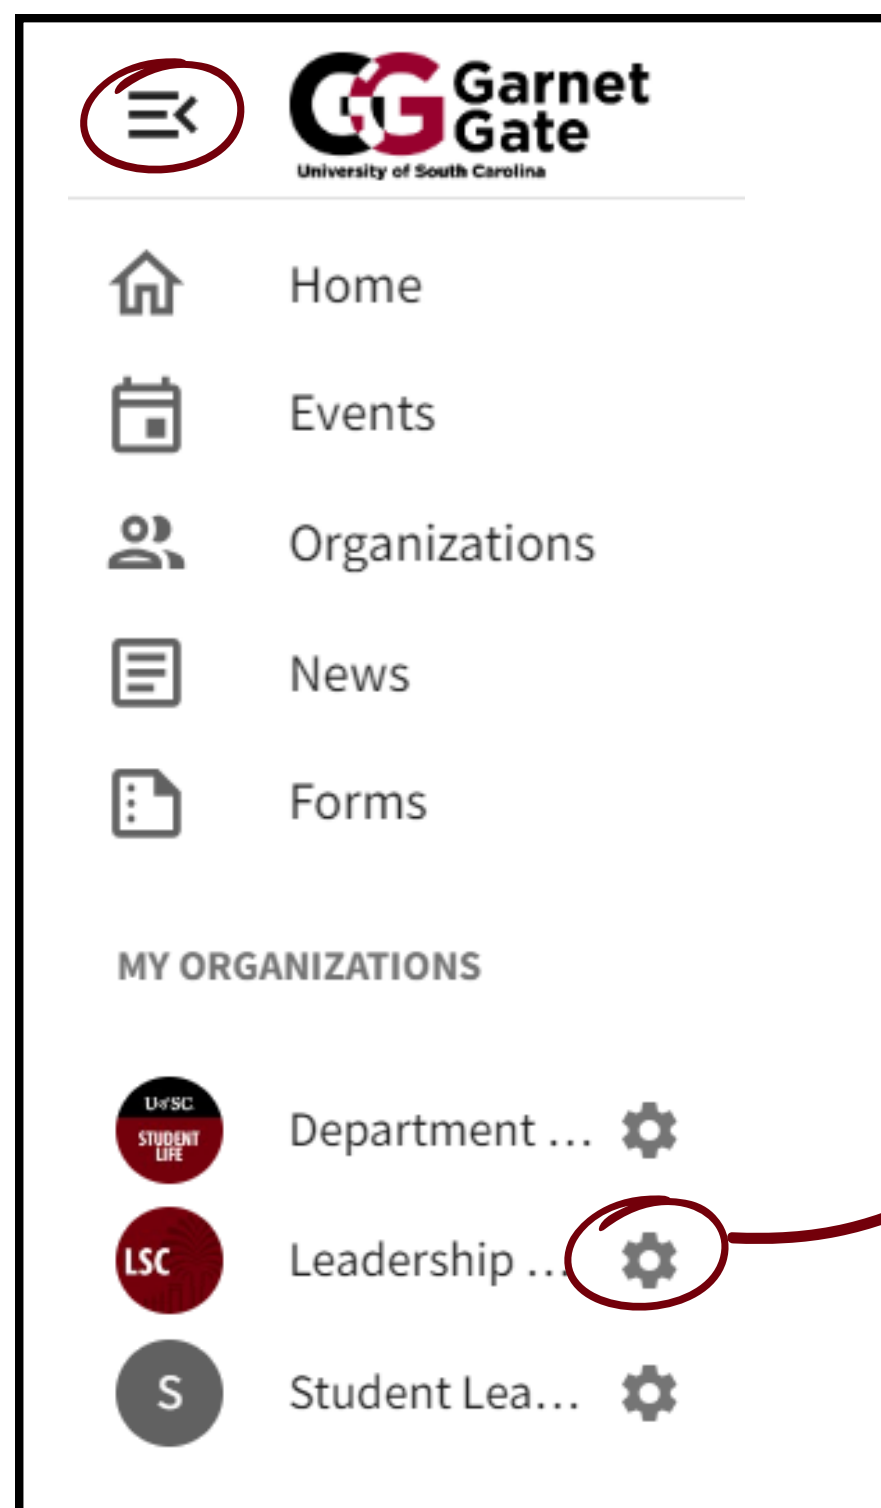 Garnet
Gate
University of South Carolina
Home
Events
Organizations
News
Forms
MY ORGANIZATIONS
UofSC
STUDENT
LIFE
Department ...
LSC
Leadership ...
S
Student Lea...